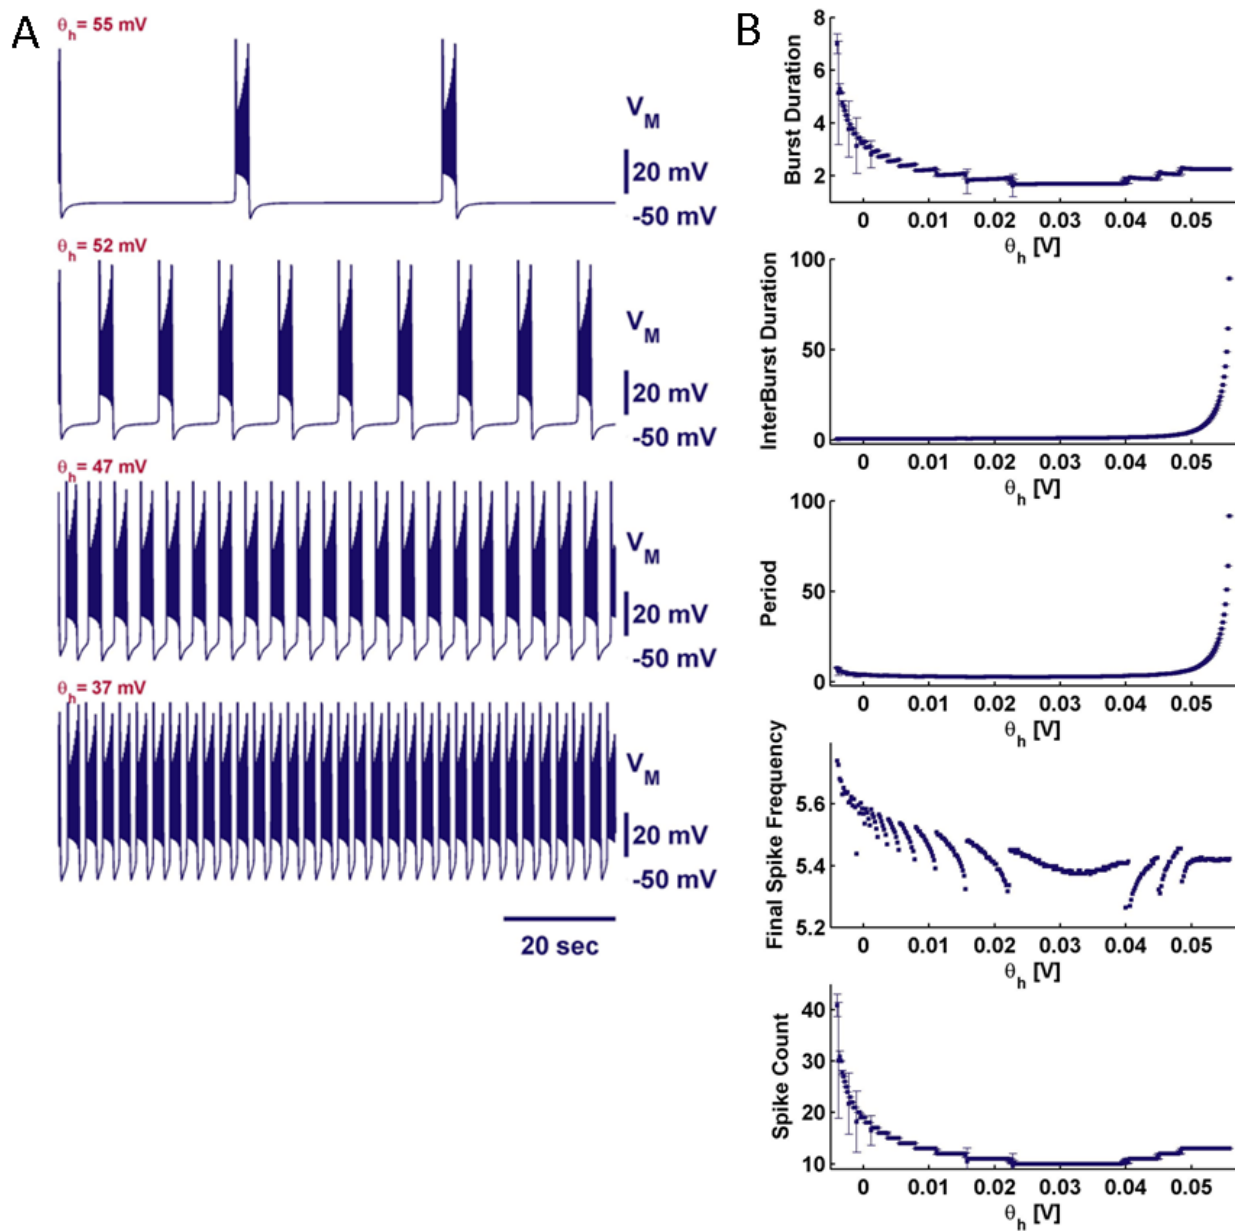 A
θh= 55 mV
VM
20 mV
-50 mV
θh= 52 mV
VM
20 mV
-50 mV
θh= 47 mV
VM
20 mV
-50 mV
θh= 37 mV
VM
20 mV
-50 mV
20 sec
B
Burst Duration
8
6
4
2
0 0.01 0.02 0.03 0.04 0.05
θh [V]
InterBurst Duration
100
50
0
0 0.01 0.02 0.03 0.04 0.05
θh [V]
Period
100
50
0
0 0.01 0.02 0.03 0.04 0.05
θh [V]
Final Spike Frequency
5.6
5.4
5.2
0 0.01 0.02 0.03 0.04 0.05
θh [V]
Spike Count
40
30
20
10
0 0.01 0.02 0.03 0.04 0.05
θh [V]